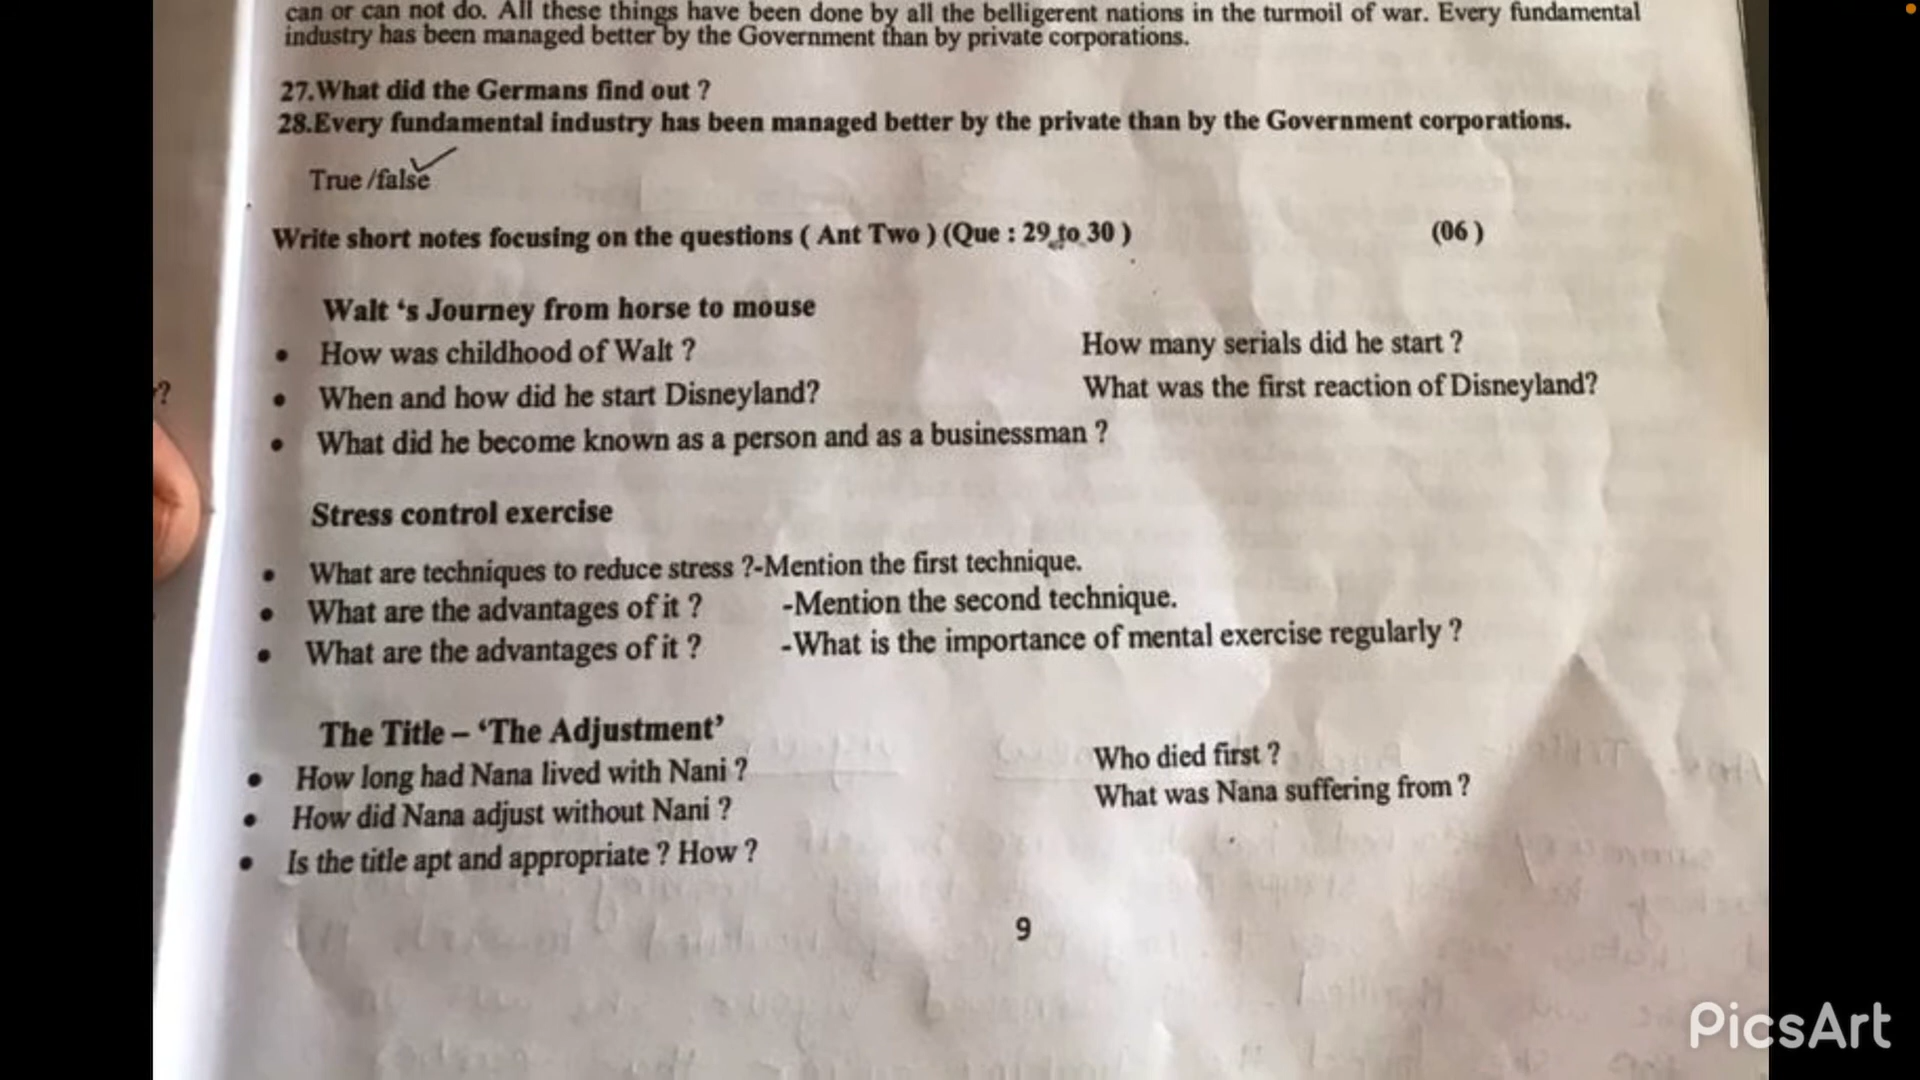 can or can not do. All these things have been done by all the belligerent nations in the turmoil of war. Every fundamental
industry has been managed better by the Government than by private corporations.
27.What did the Germans find out ?
28.Every fundamental industry has been managed better by the private than by the Government corporations.
True /false
Write short notes focusing on the questions ( Ant Two ) (Que : 29 to 30 ) (06 )
Walt ‘s Journey from horse to mouse
• How was childhood of Walt ? How many serials did he start ?
?
• When and how did he start Disneyland? What was the first reaction of Disneyland?
• What did he become known as a person and as a businessman ?
Stress control exercise
• What are techniques to reduce stress ?-Mention the first technique.
• What are the advantages of it ? -Mention the second technique.
• What are the advantages of it ? -What is the importance of mental exercise regularly ?
The Title – ‘The Adjustment’
Who died first ?
• How long had Nana lived with Nani ?
What was Nana suffering from ?
• How did Nana adjust without Nani ?
• Is the title apt and appropriate ? How ?
9
PicsArt